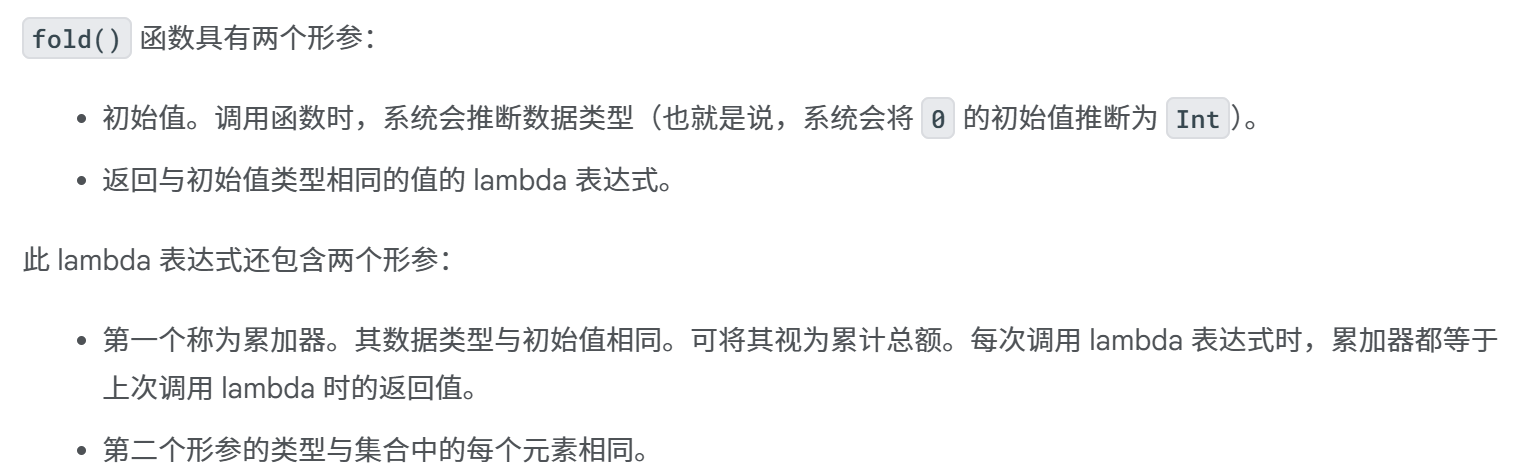 fold() 函数具有两个形参：
• 初始值。调用函数时，系统会推断数据类型（也就是说，系统会将 0 的初始值推断为 Int）。
• 返回与初始值类型相同的值的 lambda 表达式。
此 lambda 表达式还包含两个形参：
• 第一个称为累加器。其数据类型与初始值相同。可将其视为累计总额。每次调用 lambda 表达式时，累加器都等于
上次调用 lambda 时的返回值。
• 第二个形参的类型与集合中的每个元素相同。